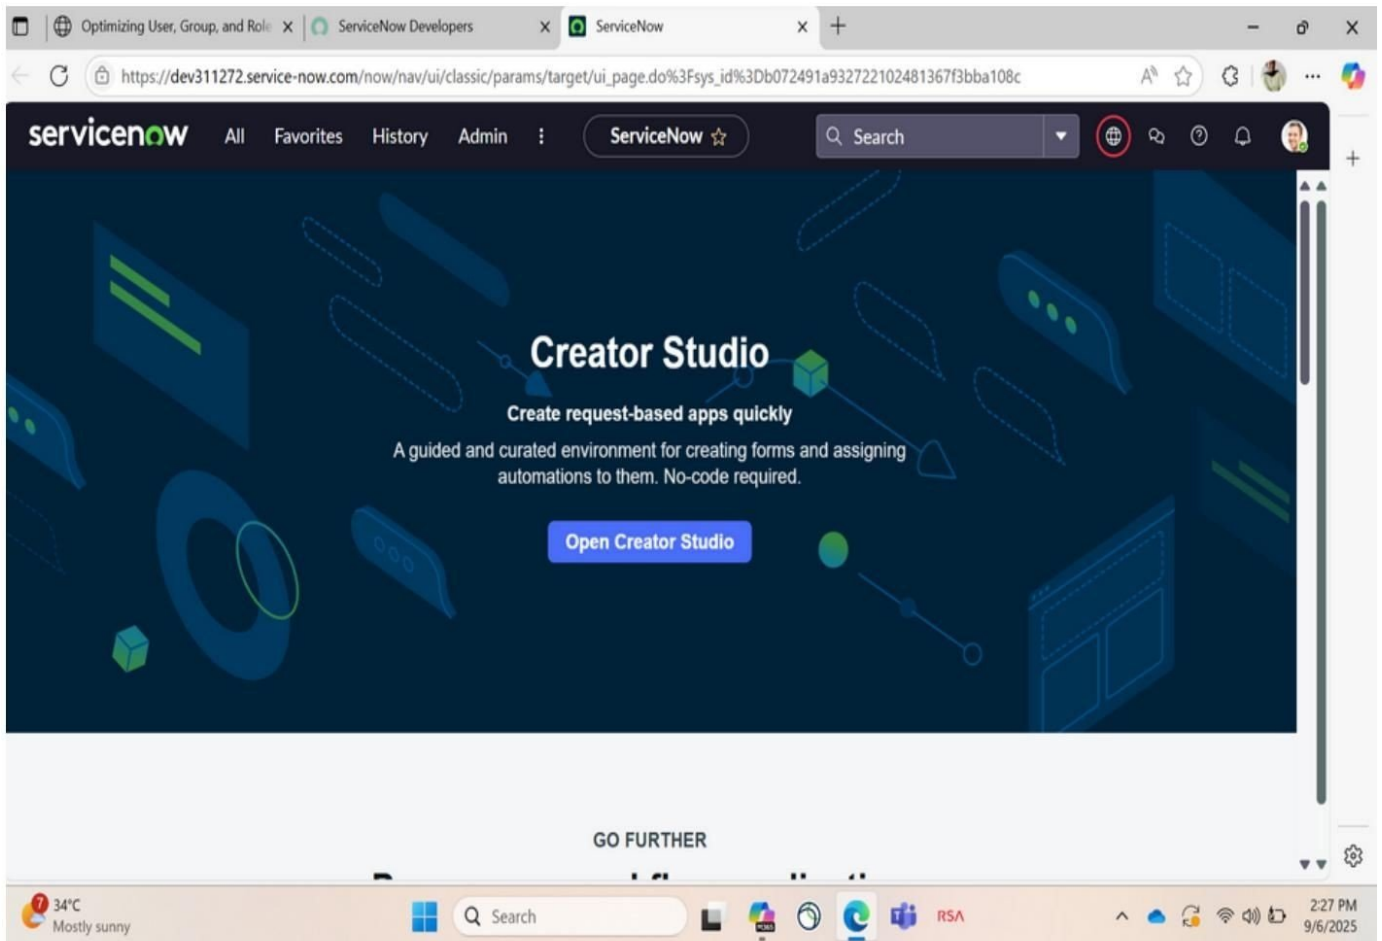 Optimizing User, Group, and Role
ServiceNow Developers
ServiceNow
https://dev311272.service-now.com/now/nav/ui/classic/params/target/ui_page.do%3Fsys_id%3Db072491a932722102481367f3bba108c
servicenow All Favorites History Admin ServiceNow Search
Creator Studio
Create request-based apps quickly
A guided and curated environment for creating forms and assigning
automations to them. No-code required.
Open Creator Studio
GO FURTHER
7 34°C
Mostly sunny
Search
RSA
2:27 PM
9/6/2025